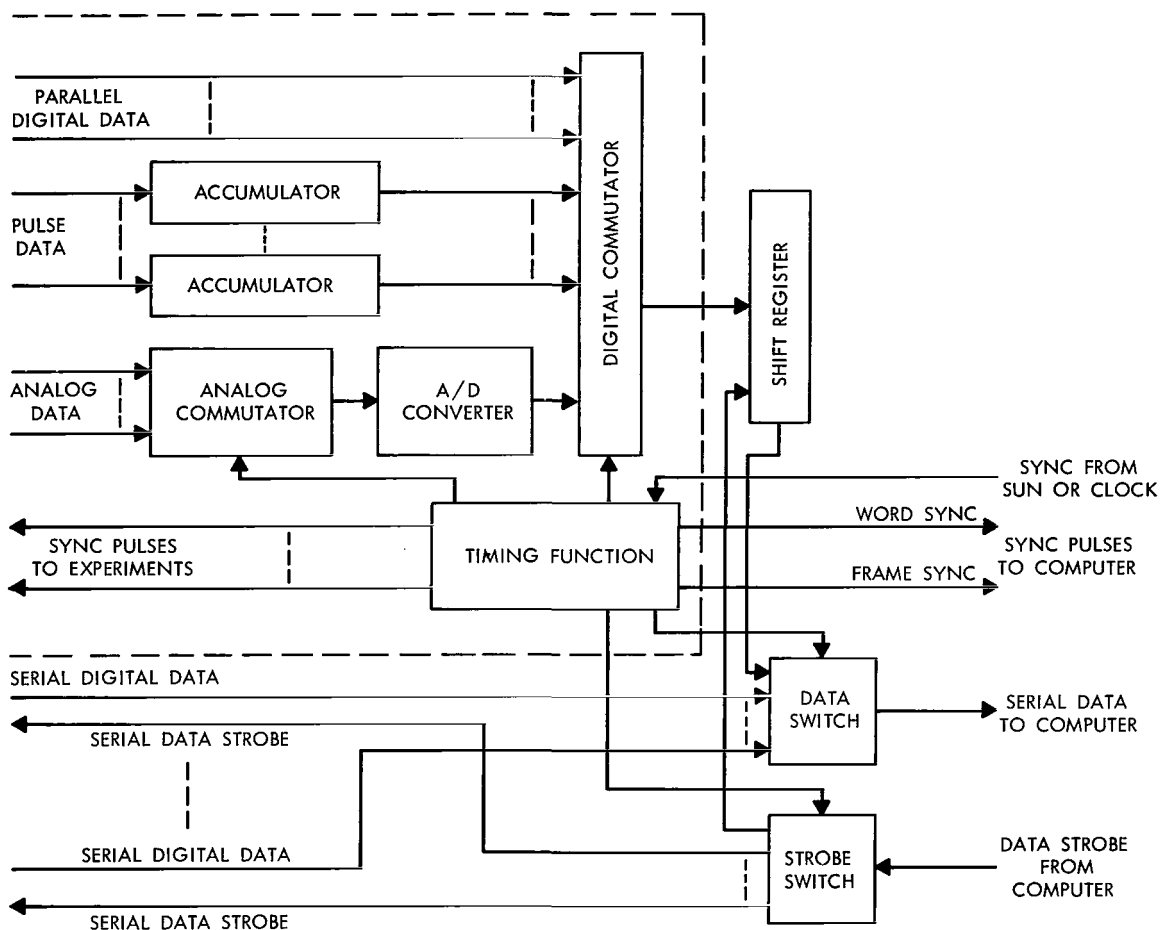 PARALLEL
DIGITAL DATA
PULSE
DATA
ACCUMULATOR
ACCUMULATOR
ANALOG
DATA
ANALOG
COMMUTATOR
A/D
CONVERTER
DIGITAL COMMUTATOR
SHIFT REGISTER
SYNC FROM
SUN OR CLOCK
SYNC PULSES
TO EXPERIMENTS
TIMING FUNCTION
WORD SYNC
SYNC PULSES
TO COMPUTER
FRAME SYNC
SERIAL DIGITAL DATA
SERIAL DATA STROBE
DATA
SWITCH
SERIAL DATA
TO COMPUTER
SERIAL DIGITAL DATA
SERIAL DATA STROBE
STROBE
SWITCH
DATA STROBE
FROM
COMPUTER